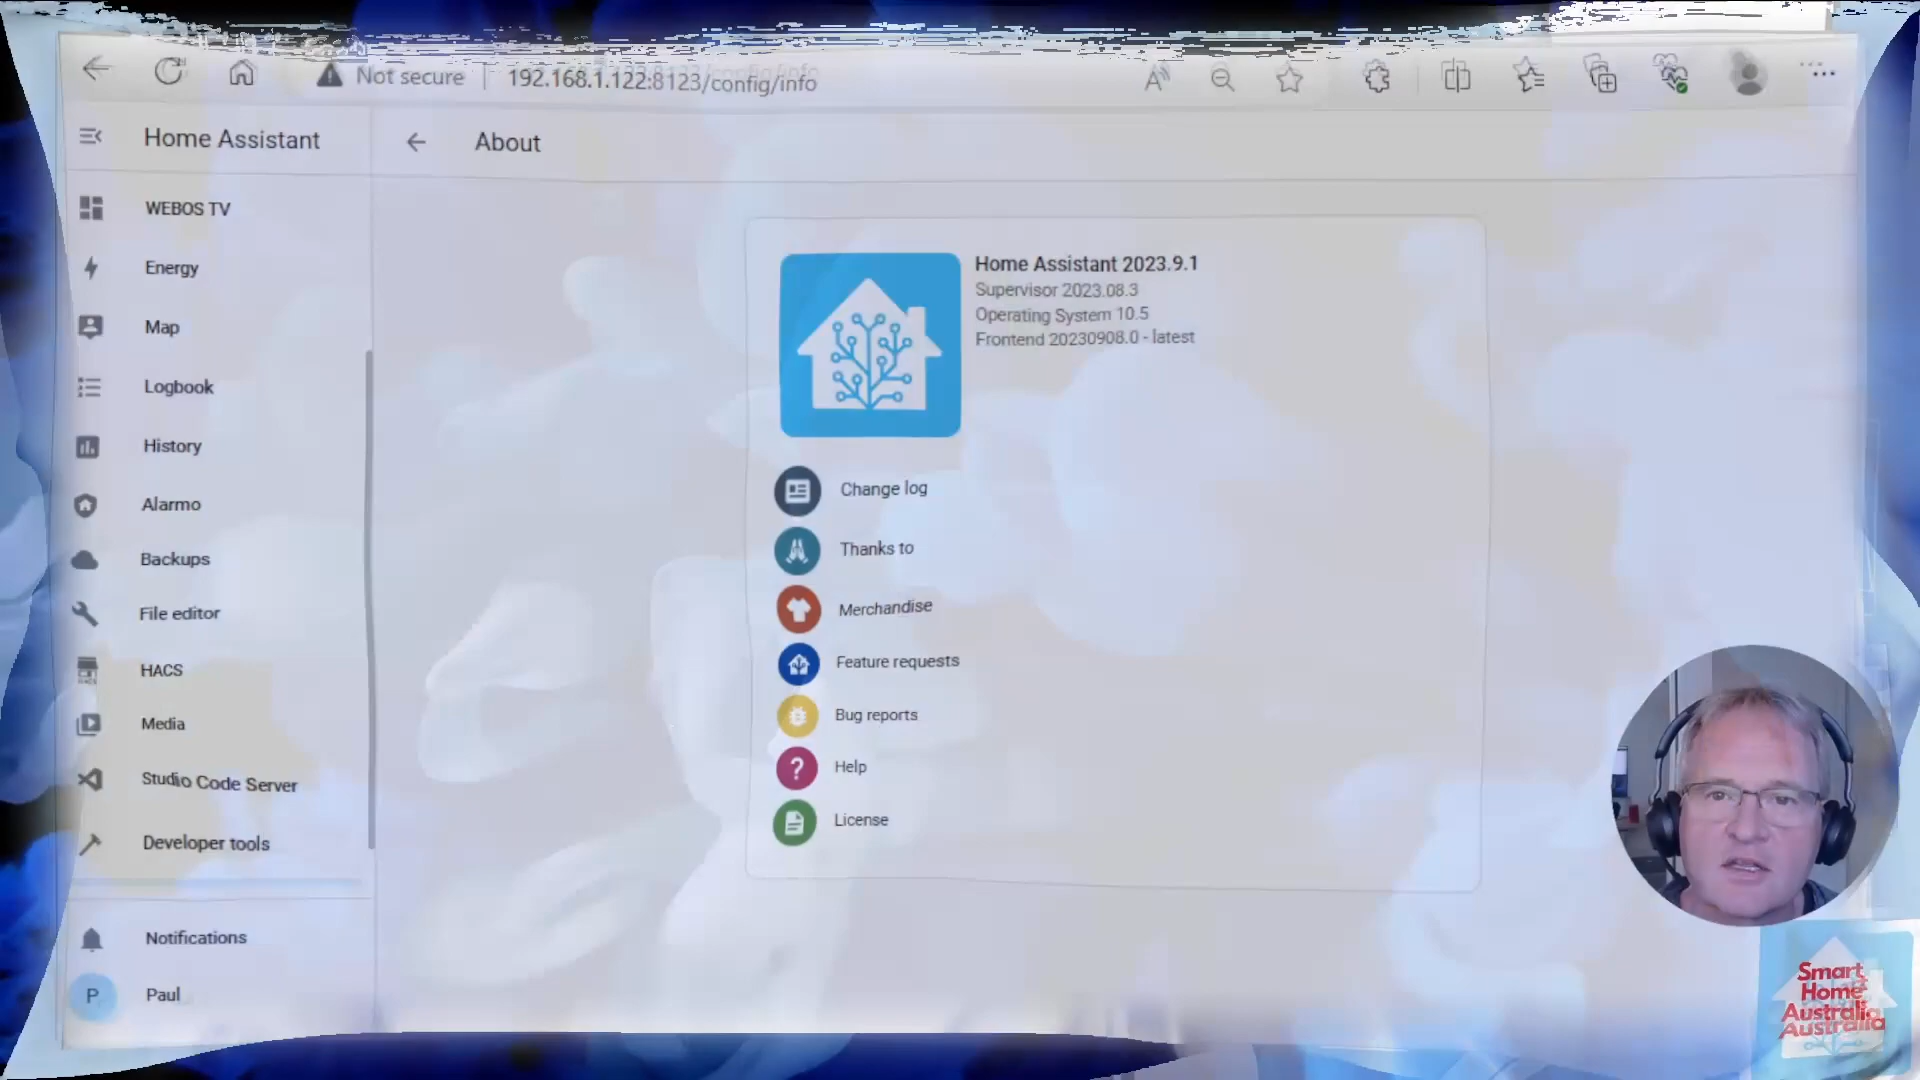 Not secure
192.168.1.122:8123/config/info
Home Assistant
About
WEBOS TV
Energy
Map
Logbook
History
Alarmo
Backups
File editor
HACS
Media
Studio Code Server
Developer tools
Notifications
P
Paul
Home Assistant 2023.9.1
Supervisor 2023.08.3
Operating System 10.5
Frontend 20230908.0 - latest
Change log
Thanks to
Merchandise
Feature requests
Bug reports
?
Help
License
Smart
Home
Australia
Australia